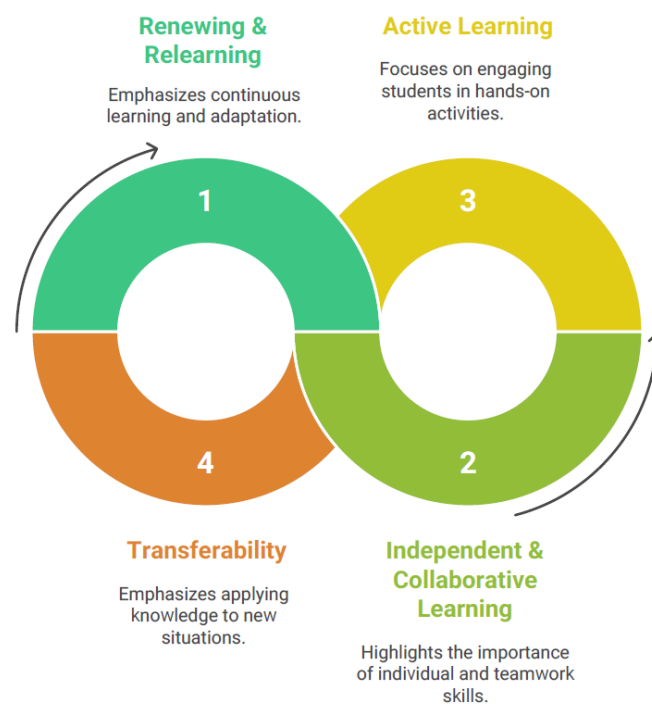 Renewing &
Relearning
Emphasizes continuous
learning and adaptation.
Active Learning
Focuses on engaging
students in hands-on
activities.
1
3
4
2
Transferability
Emphasizes applying
knowledge to new
situations.
Independent &
Collaborative
Learning
Highlights the importance
of individual and teamwork
skills.